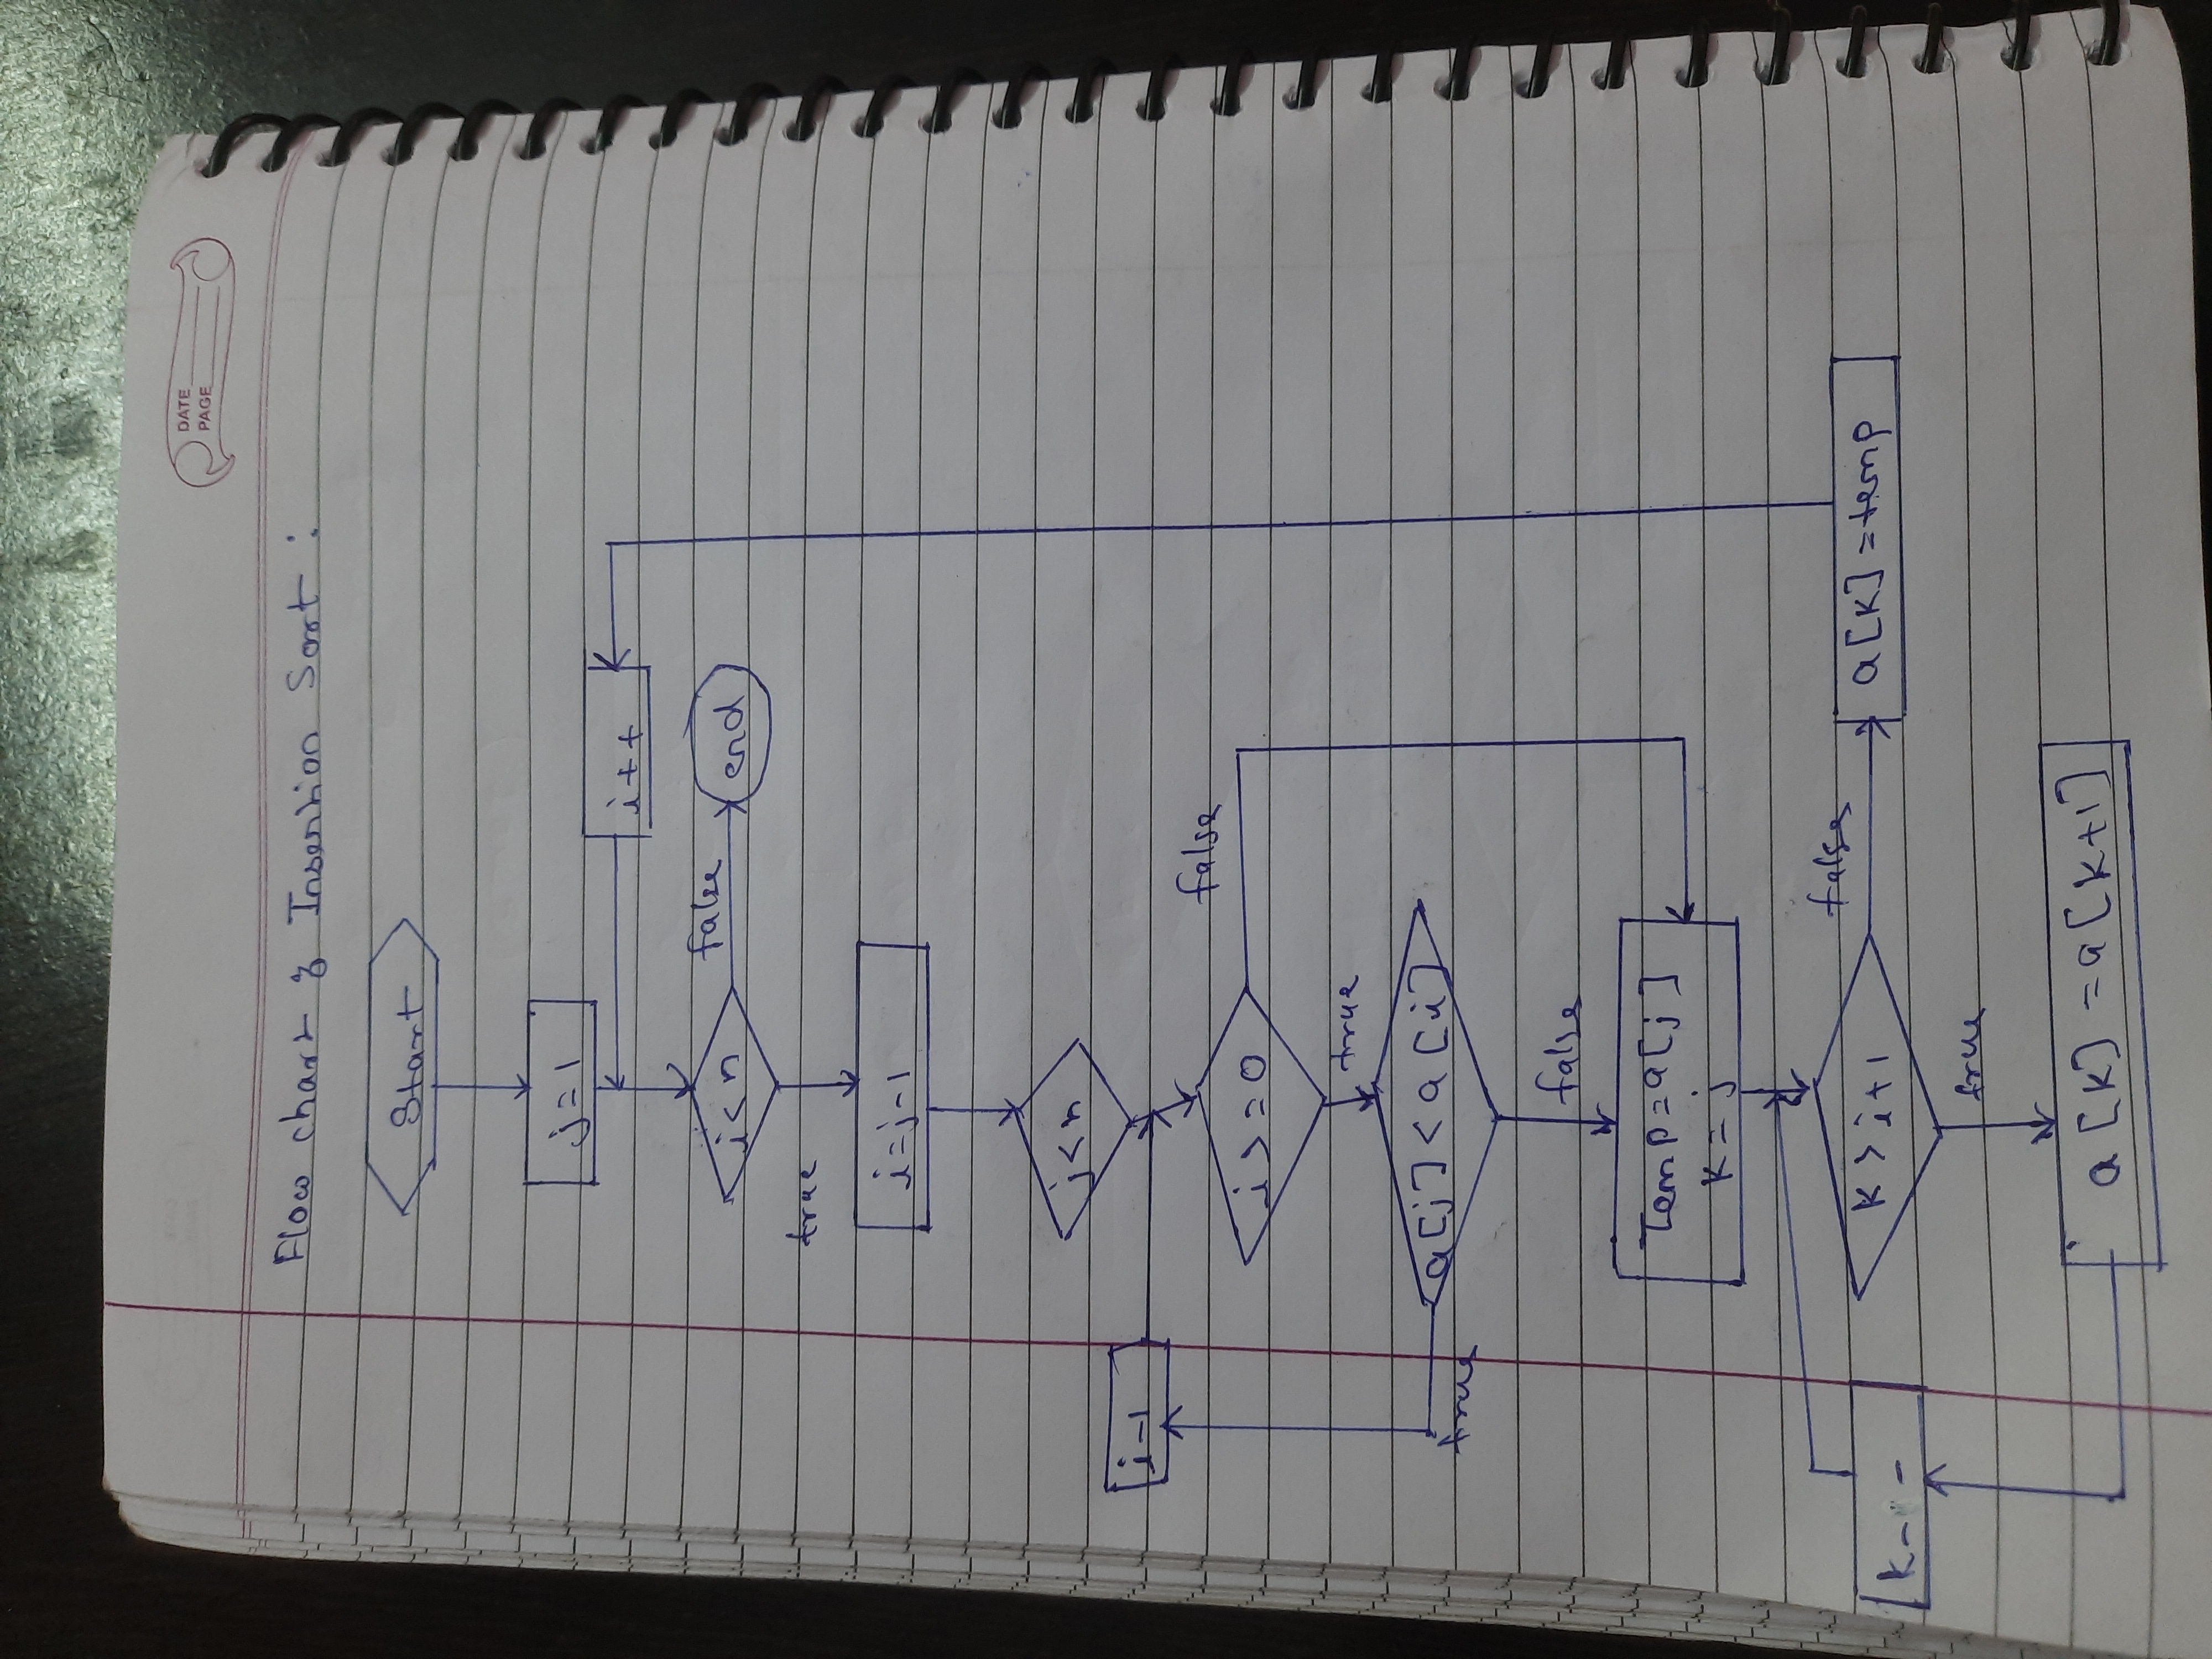 DATE
PAGE
Flow chart of Insertion Sort :
Start
j=1
i++
i<n
false
end
true
i=j-1
j<n
i-1
i>=0
false
true
a[j]<a[i]
true
false
Temp=a[j]
K=j
K>i+1
false
a[K]=temp
K--
true
a[K]=a[K+1]